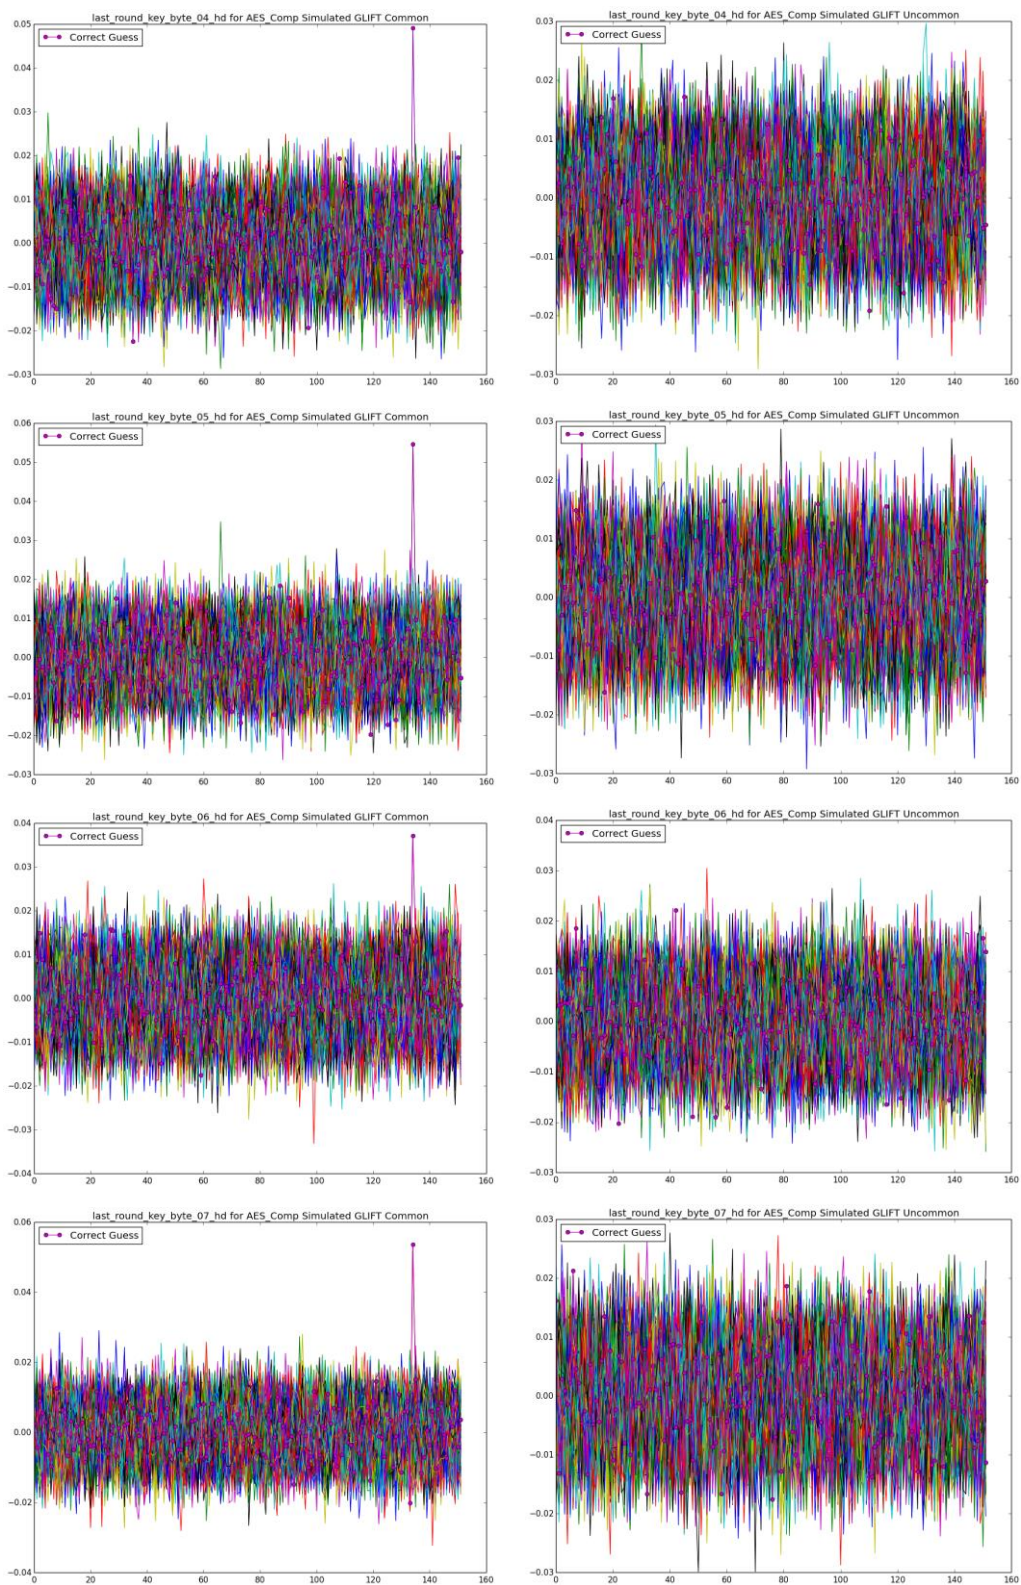 last_round_key_byte_04_hd for AES_Comp Simulated GLIFT Common
0.05
Correct Guess
0.04
0.03
0.02
0.01
0.00
−0.01
−0.02
−0.03
0 20 40 60 80 100 120 140 160
last_round_key_byte_04_hd for AES_Comp Simulated GLIFT Uncommon
0.03
Correct Guess
0.02
0.01
0.00
−0.01
−0.02
−0.03
0 20 40 60 80 100 120 140 160
last_round_key_byte_05_hd for AES_Comp Simulated GLIFT Common
0.06
Correct Guess
0.05
0.04
0.03
0.02
0.01
0.00
−0.01
−0.02
−0.03
0 20 40 60 80 100 120 140 160
last_round_key_byte_05_hd for AES_Comp Simulated GLIFT Uncommon
0.03
Correct Guess
0.02
0.01
0.00
−0.01
−0.02
−0.03
0 20 40 60 80 100 120 140 160
last_round_key_byte_06_hd for AES_Comp Simulated GLIFT Common
0.04
Correct Guess
0.03
0.02
0.01
0.00
−0.01
−0.02
−0.03
−0.04
0 20 40 60 80 100 120 140 160
last_round_key_byte_06_hd for AES_Comp Simulated GLIFT Uncommon
0.04
Correct Guess
0.03
0.02
0.01
0.00
−0.01
−0.02
−0.03
0 20 40 60 80 100 120 140 160
last_round_key_byte_07_hd for AES_Comp Simulated GLIFT Common
0.06
Correct Guess
0.04
0.02
0.00
−0.02
−0.04
0 20 40 60 80 100 120 140 160
last_round_key_byte_07_hd for AES_Comp Simulated GLIFT Uncommon
0.03
Correct Guess
0.02
0.01
0.00
−0.01
−0.02
−0.03
0 20 40 60 80 100 120 140 160